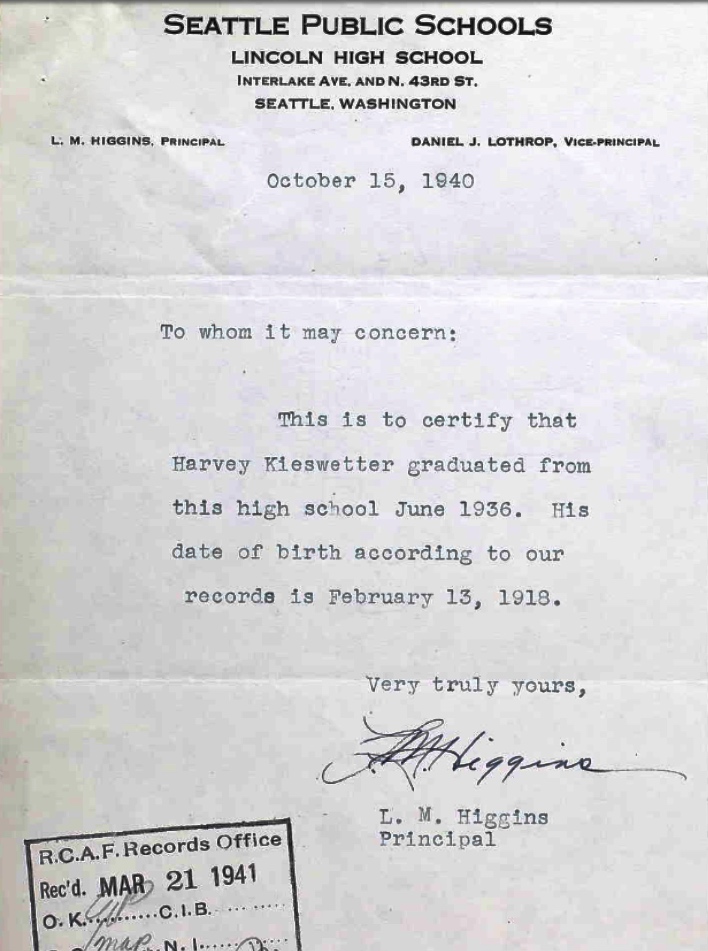 SEATTLE PUBLIC SCHOOLS
LINCOLN HIGH SCHOOL
INTERLAKE AVE. AND N. 43RD ST.
SEATTLE, WASHINGTON
L. M. HIGGINS, PRINCIPAL DANIEL J. LOTHROP, VICE-PRINCIPAL
October 15, 1940
To whom it may concern:
This is to certify that
Harvey Kieswetter graduated from
this high school June 1936. His
date of birth according to our
records is February 13, 1918.
Very truly yours,
L. M. Higgins
L. M. Higgins
Principal
R.C.A.F. Records Office
Rec'd. MAR 21 1941
O. K. .......... C.I.B. ..........
map N. I. ......